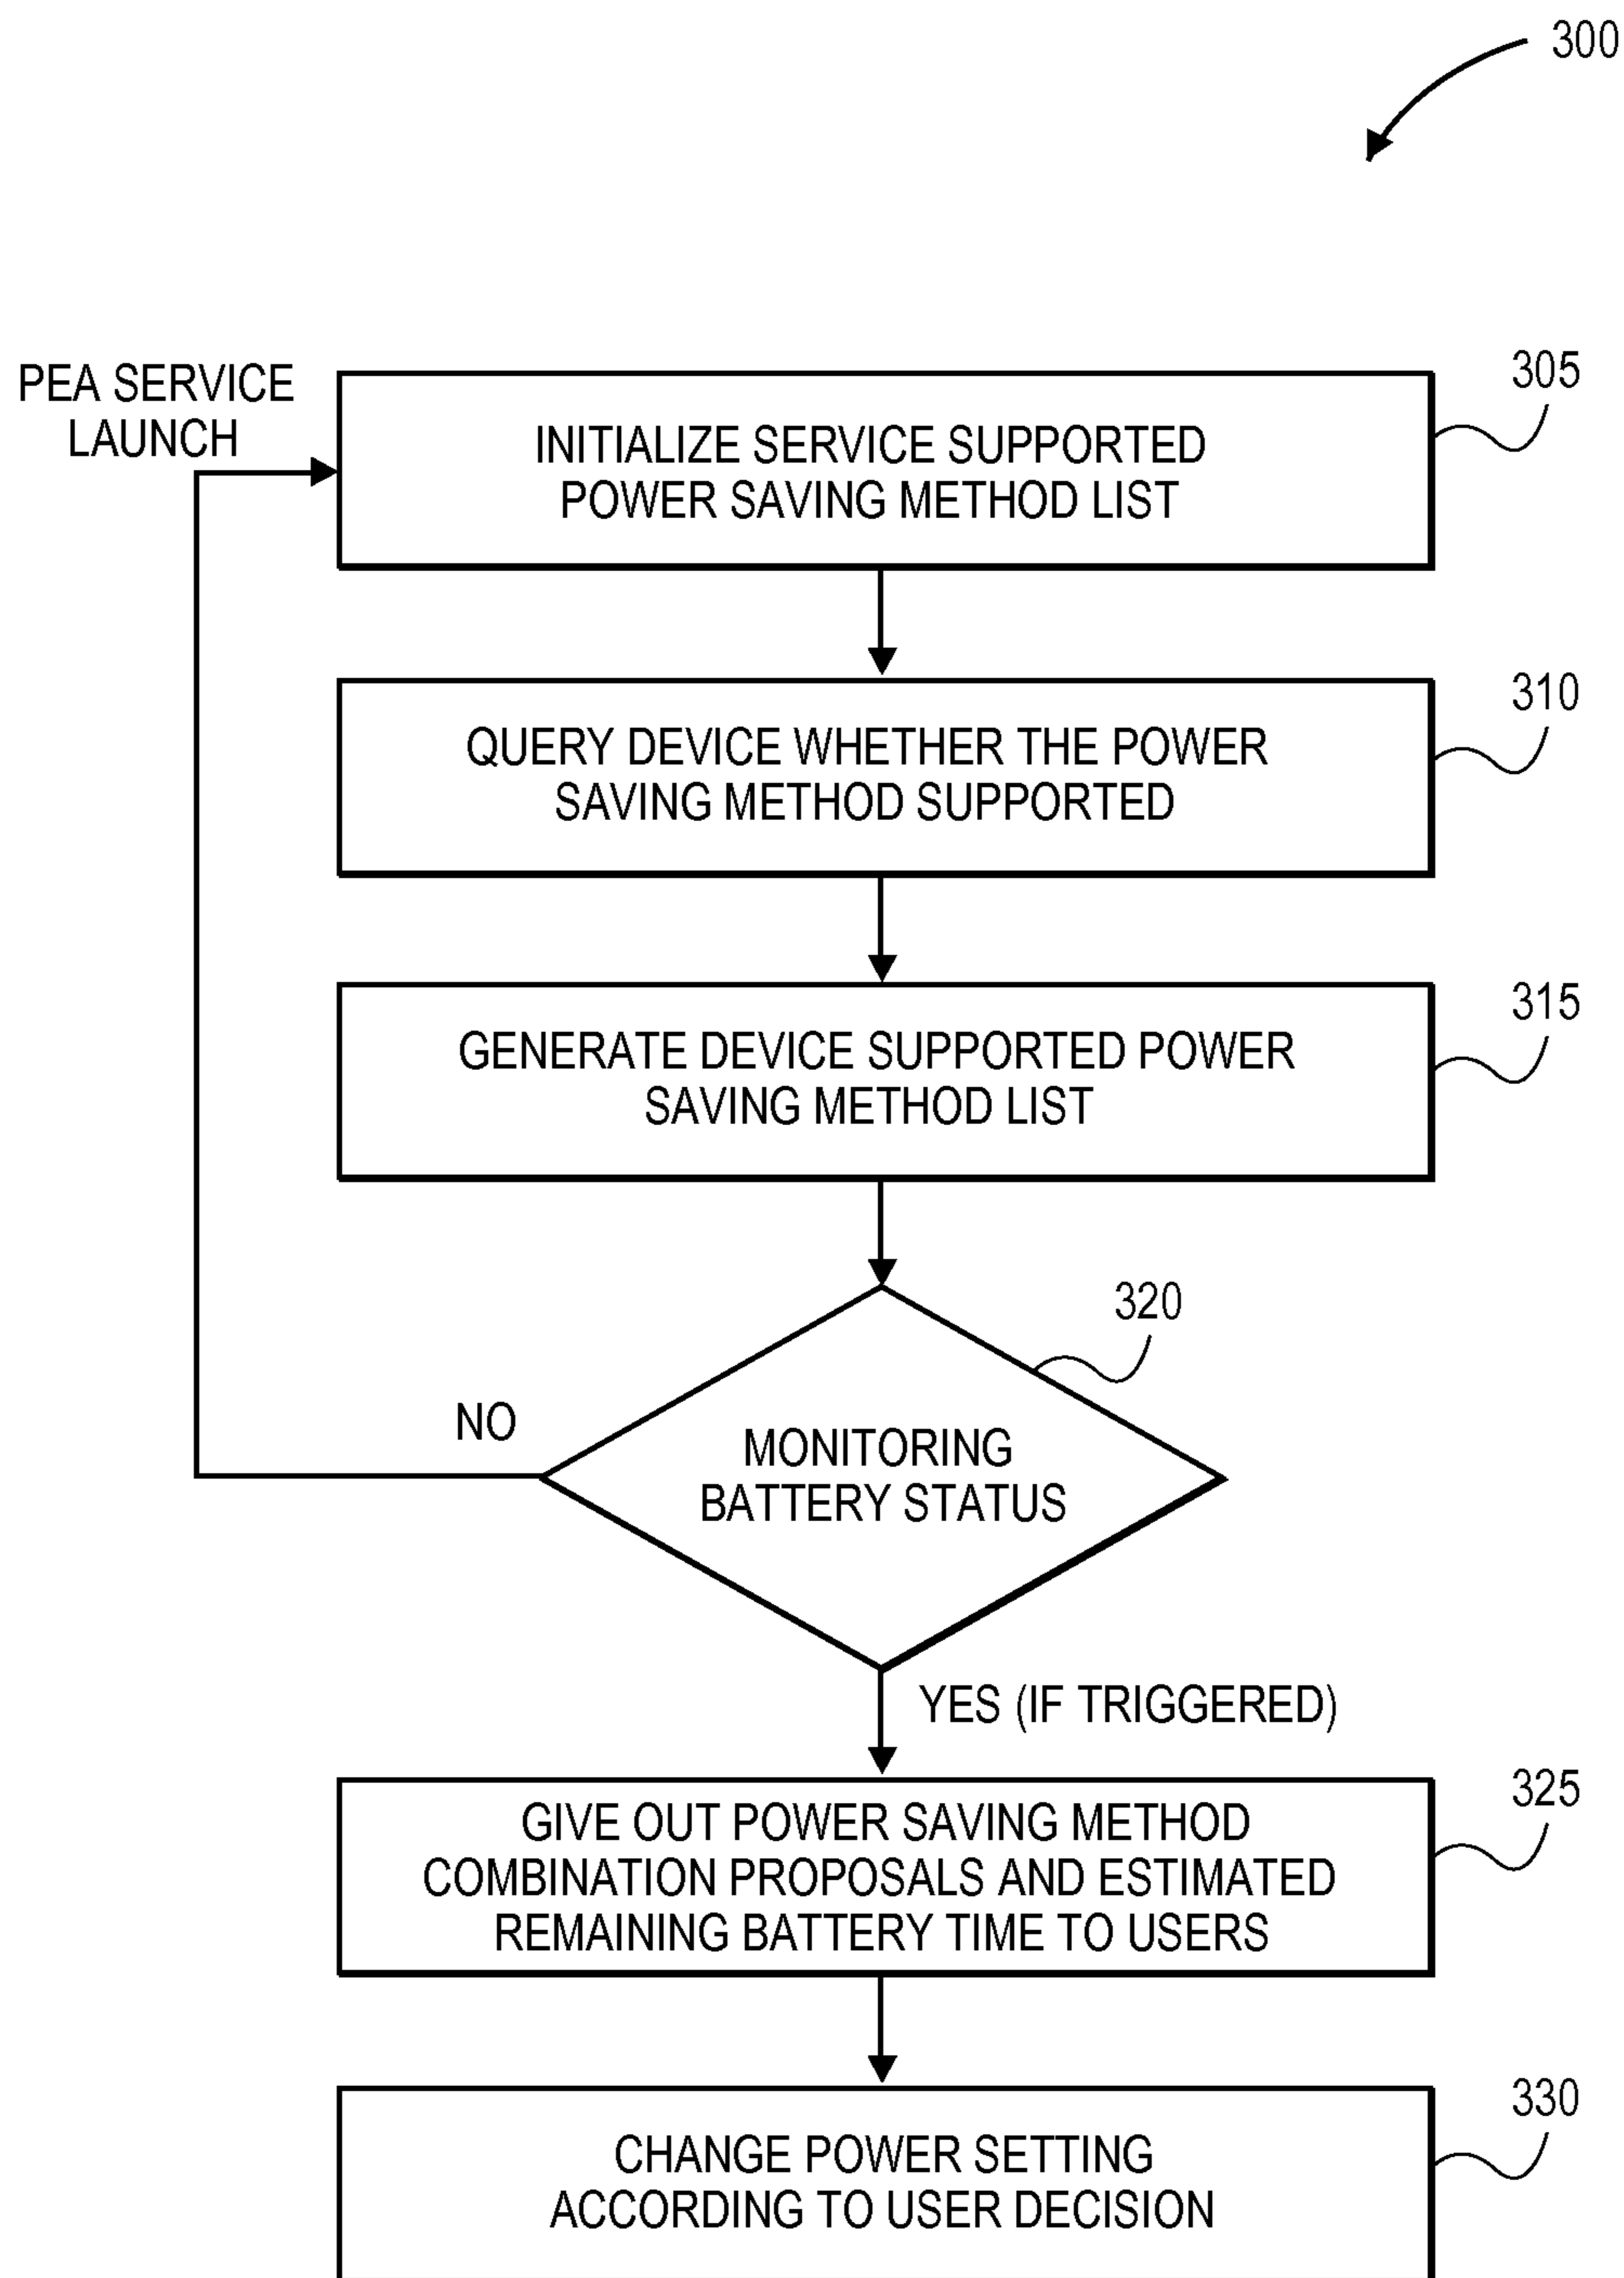 300
PEA SERVICE
LAUNCH
305
INITIALIZE SERVICE SUPPORTED
POWER SAVING METHOD LIST
310
QUERY DEVICE WHETHER THE POWER
SAVING METHOD SUPPORTED
315
GENERATE DEVICE SUPPORTED POWER
SAVING METHOD LIST
320
NO
MONITORING
BATTERY STATUS
YES (IF TRIGGERED)
325
GIVE OUT POWER SAVING METHOD
COMBINATION PROPOSALS AND ESTIMATED
REMAINING BATTERY TIME TO USERS
330
CHANGE POWER SETTING
ACCORDING TO USER DECISION